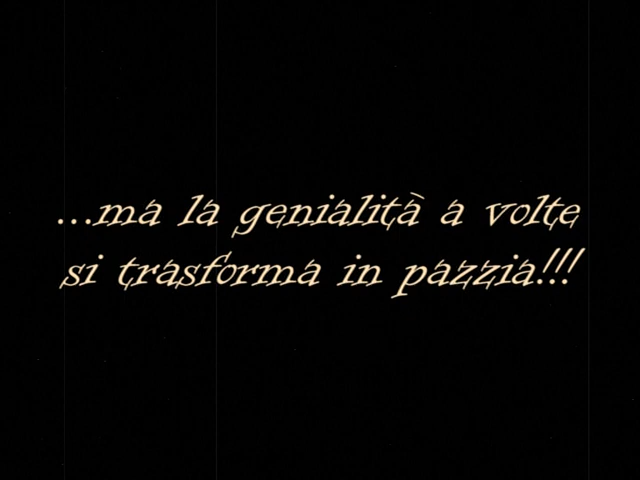 ...ma la genialità a volte
si trasforma in pazzia!!!